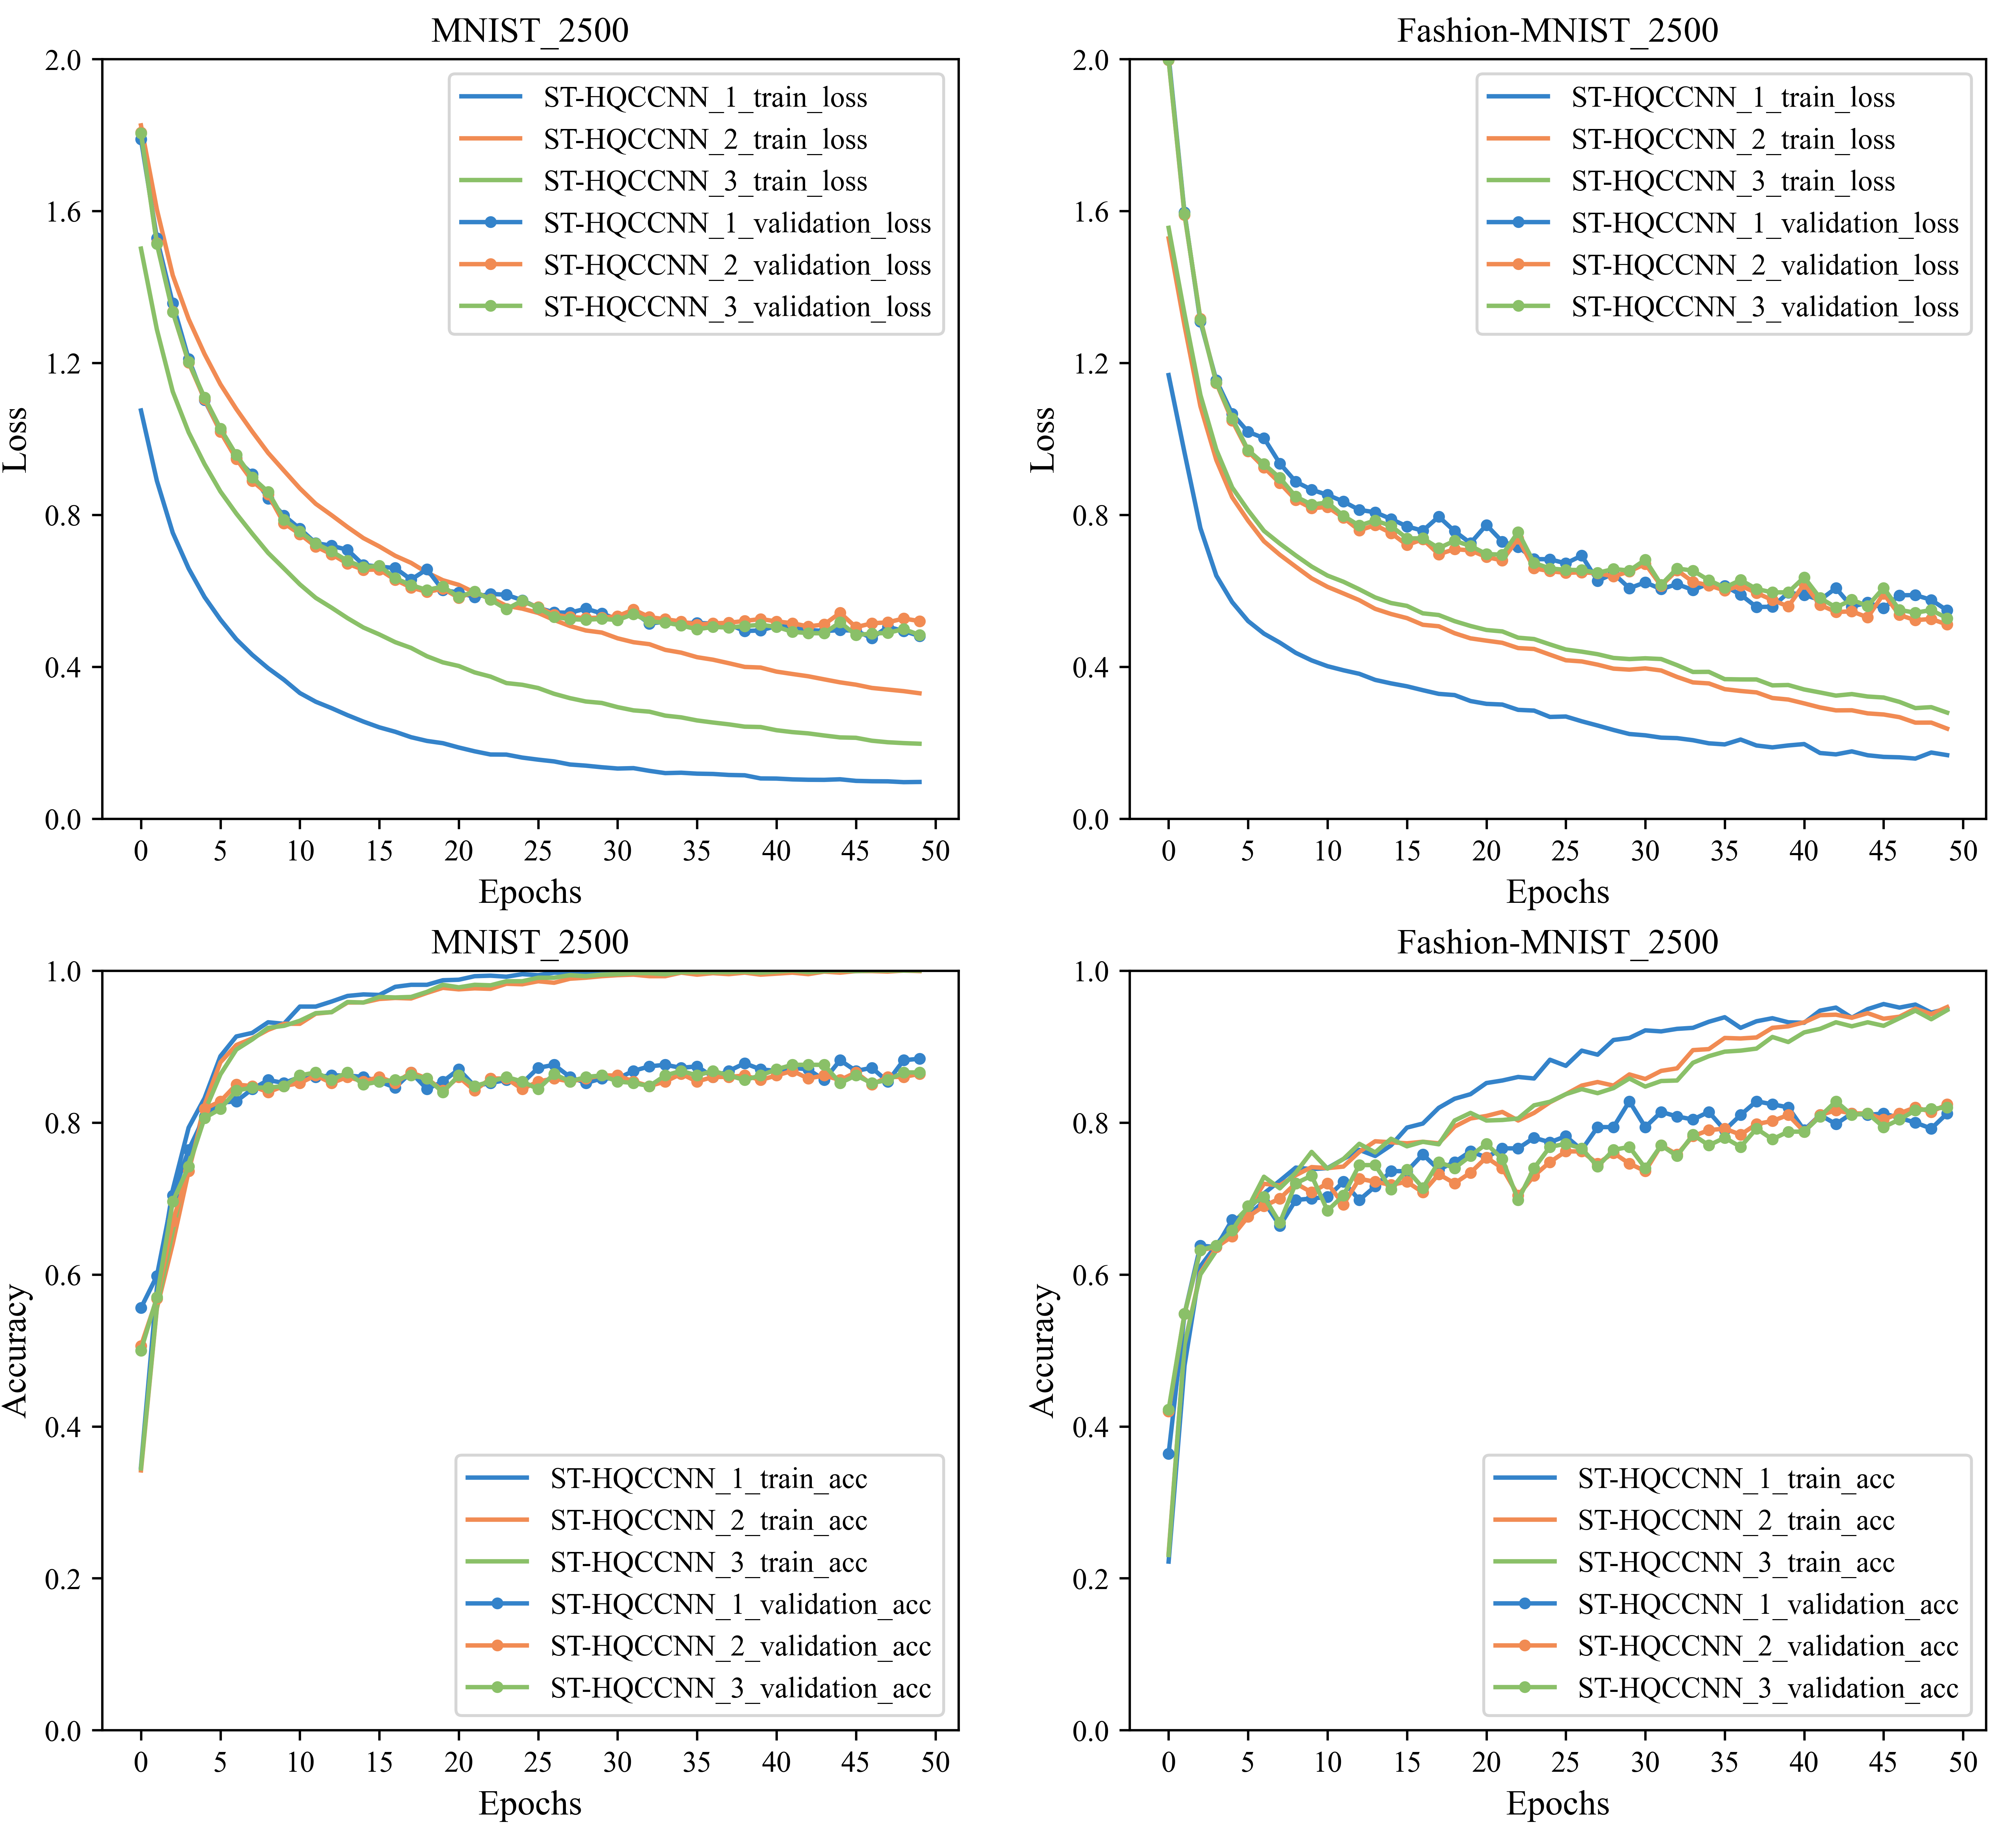 MNIST_2500
2.0
1.6
1.2
0.8
0.4
0.0
Loss
ST-HQCCNN_1_train_loss
ST-HQCCNN_2_train_loss
ST-HQCCNN_3_train_loss
ST-HQCCNN_1_validation_loss
ST-HQCCNN_2_validation_loss
ST-HQCCNN_3_validation_loss
0 5 10 15 20 25 30 35 40 45 50
Epochs
Fashion-MNIST_2500
2.0
1.6
1.2
0.8
0.4
0.0
Loss
ST-HQCCNN_1_train_loss
ST-HQCCNN_2_train_loss
ST-HQCCNN_3_train_loss
ST-HQCCNN_1_validation_loss
ST-HQCCNN_2_validation_loss
ST-HQCCNN_3_validation_loss
0 5 10 15 20 25 30 35 40 45 50
Epochs
MNIST_2500
1.0
0.8
0.6
0.4
0.2
0.0
Accuracy
ST-HQCCNN_1_train_acc
ST-HQCCNN_2_train_acc
ST-HQCCNN_3_train_acc
ST-HQCCNN_1_validation_acc
ST-HQCCNN_2_validation_acc
ST-HQCCNN_3_validation_acc
0 5 10 15 20 25 30 35 40 45 50
Epochs
Fashion-MNIST_2500
1.0
0.8
0.6
0.4
0.2
0.0
Accuracy
ST-HQCCNN_1_train_acc
ST-HQCCNN_2_train_acc
ST-HQCCNN_3_train_acc
ST-HQCCNN_1_validation_acc
ST-HQCCNN_2_validation_acc
ST-HQCCNN_3_validation_acc
0 5 10 15 20 25 30 35 40 45 50
Epochs